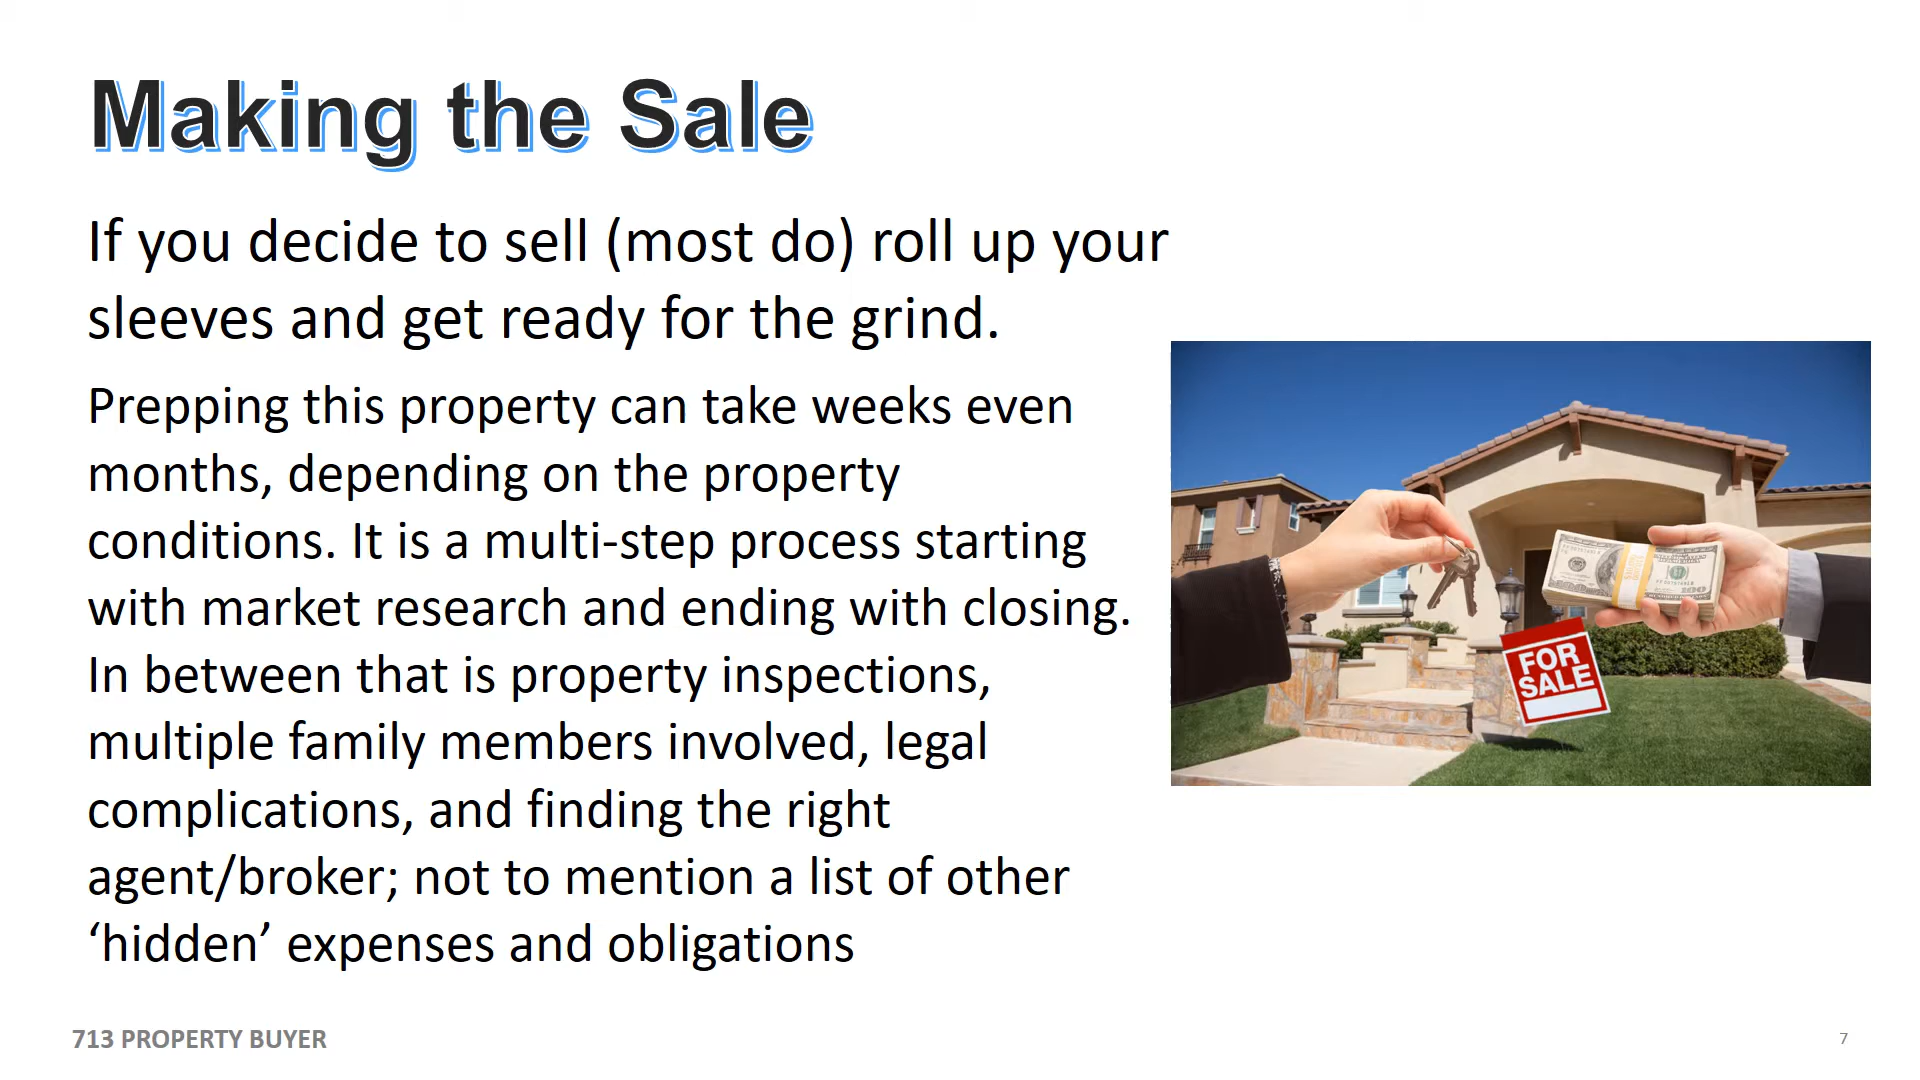 Making the Sale
If you decide to sell (most do) roll up your
sleeves and get ready for the grind.
Prepping this property can take weeks even
months, depending on the property
conditions. It is a multi-step process starting
with market research and ending with closing.
In between that is property inspections,
multiple family members involved, legal
complications, and finding the right
agent/broker; not to mention a list of other
‘hidden’ expenses and obligations
FOR
SALE
100
713 PROPERTY BUYER
7